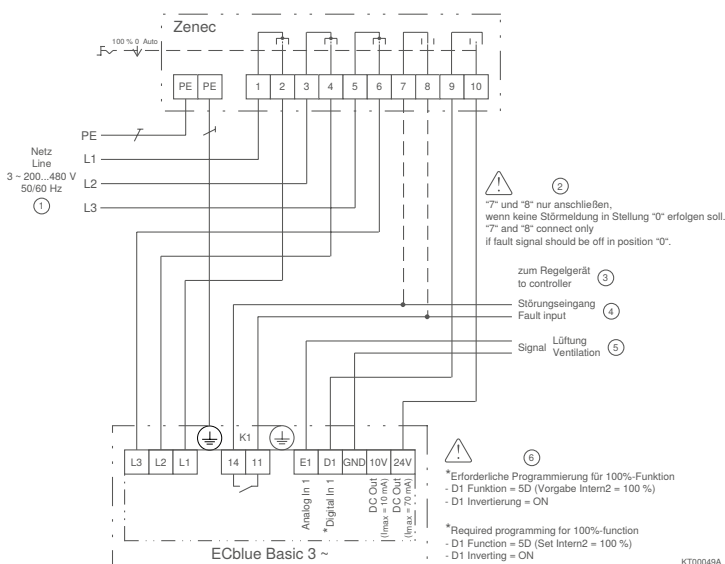 Zenec
100 % 0 Auto
PE PE 1 2 3 4 5 6 7 8 9 10
PE
Netz
Line
3 ~ 200...480 V
50/60 Hz
1
L1
L2
L3
2
"7“ und "8“ nur anschließen,
wenn keine Störmeldung in Stellung "0“ erfolgen soll.
"7“ and "8“ connect only
if fault signal should be off in position "0“.
zum Regelgerät
to controller
3
Störungseingang
Fault input
4
Signal
Lüftung
Ventilation
5
K1
L3 L2 L1 14 11 E1 D1 GND 10V 24V
Analog In 1
*Digital In 1
DC Out
(Imax = 10 mA)
DC Out
(Imax = 70 mA)
ECblue Basic 3 ~
6
*Erforderliche Programmierung für 100%-Funktion
- D1 Funktion = 5D (Vorgabe Intern2 = 100 %)
- D1 Invertierung = ON
*Required programming for 100%-function
- D1 Function = 5D (Set Intern2 = 100 %)
- D1 Inverting = ON
KT00049A